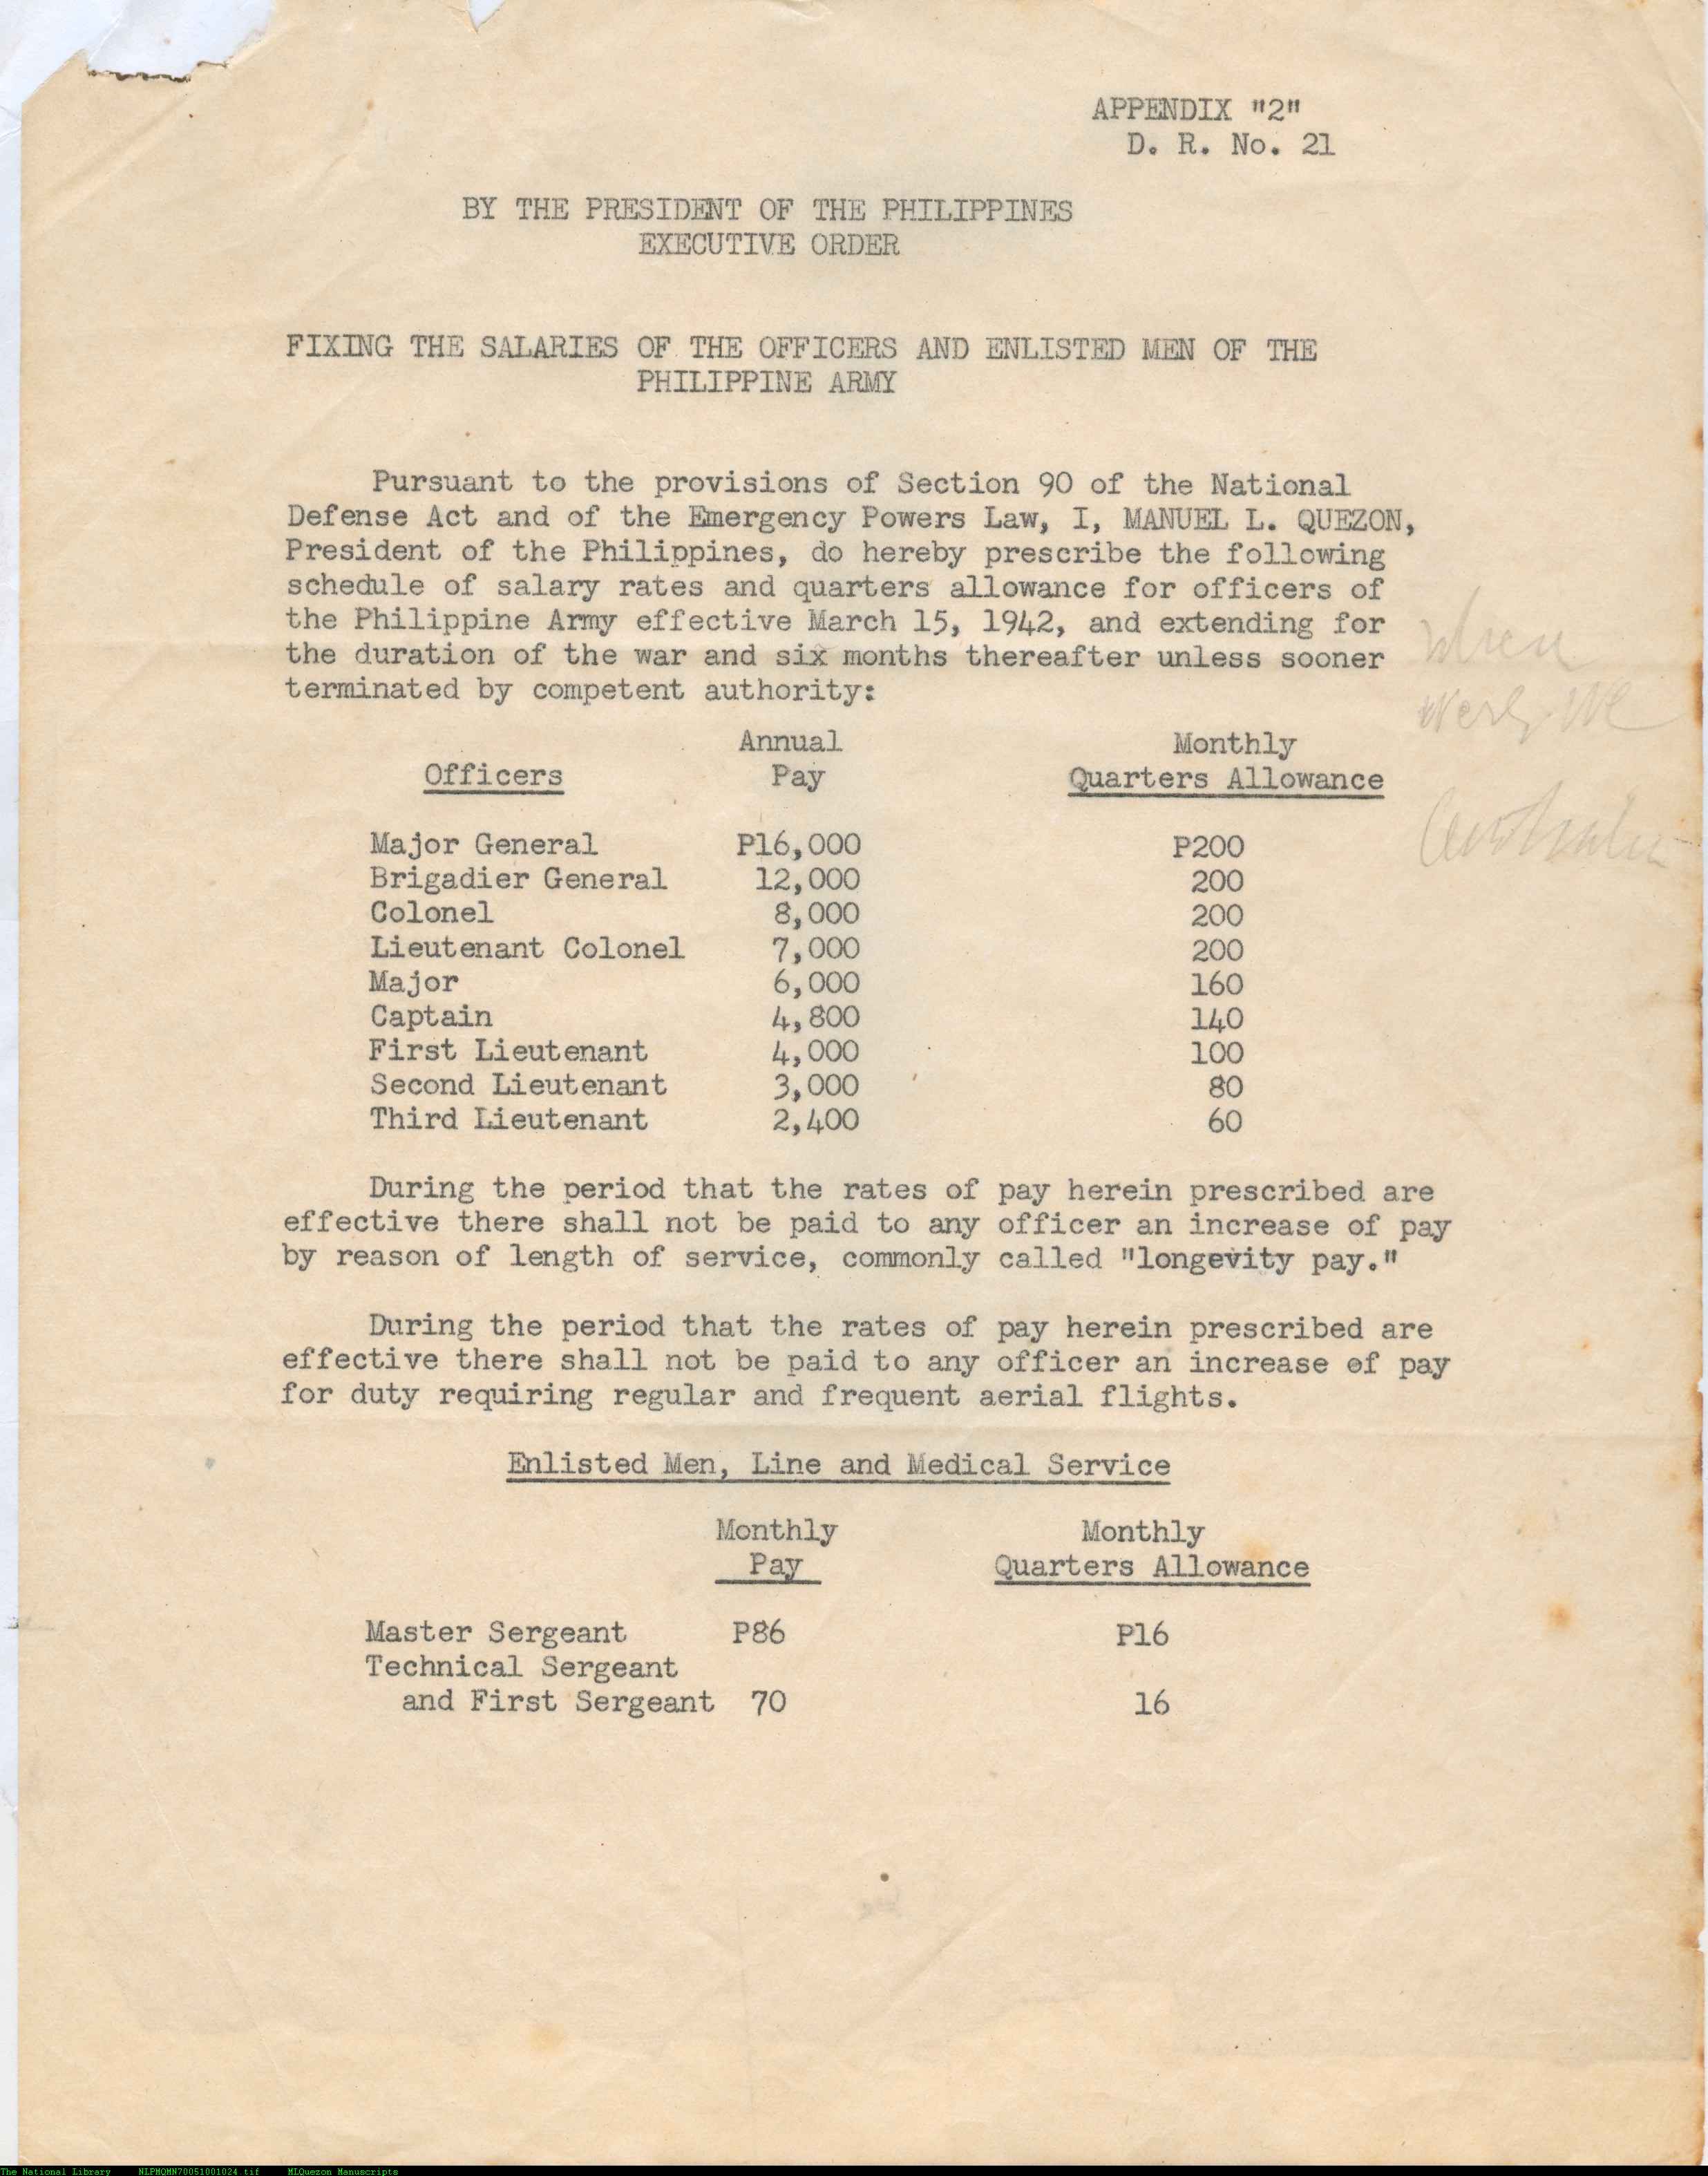 APPENDIX "2"
D. R. No. 21
BY THE PRESIDENT OF THE PHILIPPINES
EXECUTIVE ORDER
FIXING THE SALARIES OF THE OFFICERS AND ENLISTED MEN OF THE
PHILIPPINE ARMY
Pursuant to the provisions of Section 90 of the National
Defense Act and of the Emergency Powers Law, I, MANUEL L. QUEZON,
President of the Philippines, do hereby prescribe the following
schedule of salary rates and quarters allowance for officers of
the Philippine Army effective March 15, 1942, and extending for
the duration of the war and six months thereafter unless sooner
terminated by competent authority:
when
Annual Monthly
Officers Pay Quarters Allowance
Major General P16,000 P200
Brigadier General 12,000 200
Colonel 8,000 200
Lieutenant Colonel 7,000 200
Major 6,000 160
Captain 4,800 140
First Lieutenant 4,000 100
Second Lieutenant 3,000 80
Third Lieutenant 2,400 60
During the period that the rates of pay herein prescribed are
effective there shall not be paid to any officer an increase of pay
by reason of length of service, commonly called "longevity pay."
During the period that the rates of pay herein prescribed are
effective there shall not be paid to any officer an increase of pay
for duty requiring regular and frequent aerial flights.
Enlisted Men, Line and Medical Service
Monthly Monthly
Pay Quarters Allowance
Master Sergeant P86 P16
Technical Sergeant
and First Sergeant 70 16
The National Library NLPMQMN70051001024.tif MLQuezon Manuscripts